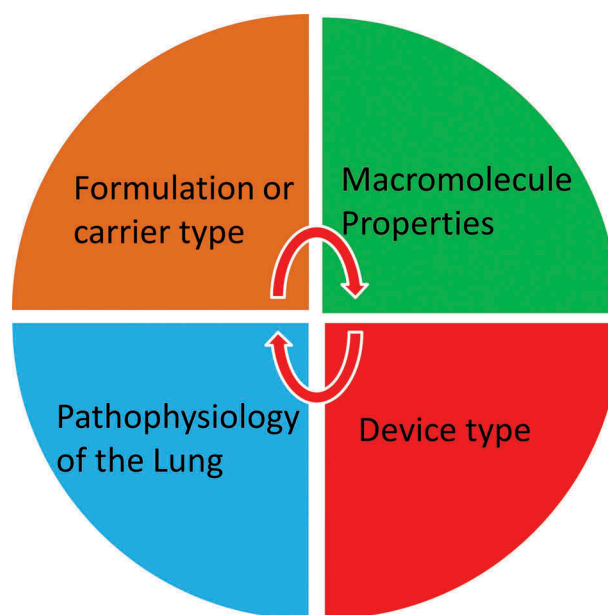 Formulation or
carrier type
Macromolecule
Properties
Pathophysiology
of the Lung
Device type